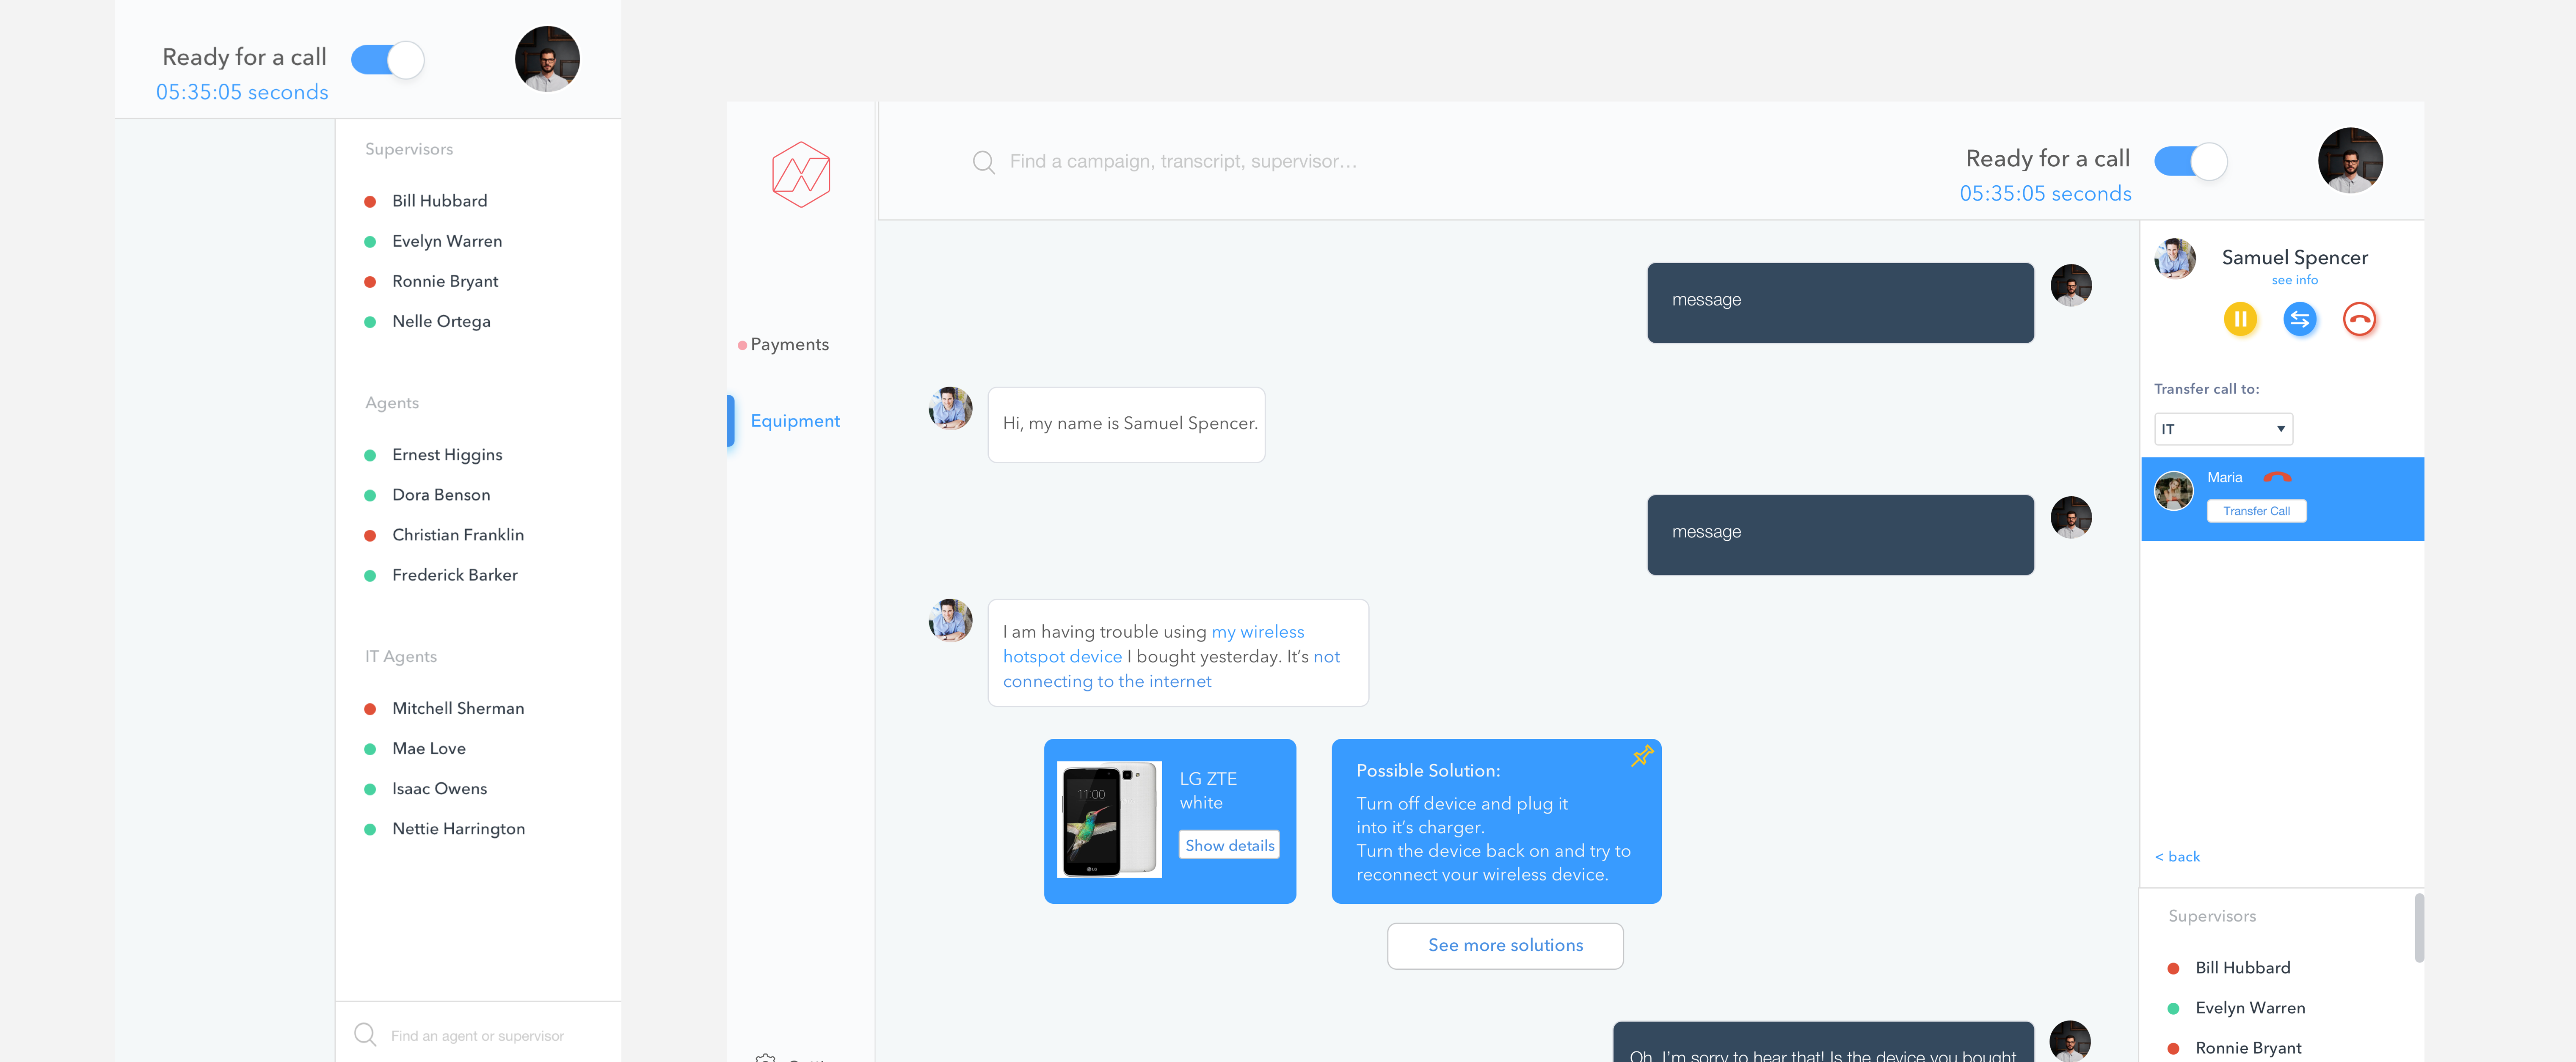 Ready for a call
05:35:05 seconds
Supervisors
Bill Hubbard
Evelyn Warren
Ronnie Bryant
Nelle Ortega
Agents
Ernest Higgins
Dora Benson
Christian Franklin
Frederick Barker
IT Agents
Mitchell Sherman
Mae Love
Isaac Owens
Nettie Harrington
Find an agent or supervisor
Find a campaign, transcript, supervisor...
Ready for a call
05:35:05 seconds
Payments
Equipment
message
Hi, my name is Samuel Spencer.
message
I am having trouble using my wireless
hotspot device I bought yesterday. It's not
connecting to the internet
11:00
LG
LG ZTE
white
Show details
Possible Solution:
Turn off device and plug it
into it's charger.
Turn the device back on and try to
reconnect your wireless device.
See more solutions
Oh, I'm sorry to hear that! Is the device you bought
Samuel Spencer
see info
Transfer call to:
IT
Maria
Transfer Call
< back
Supervisors
Bill Hubbard
Evelyn Warren
Ronnie Bryant